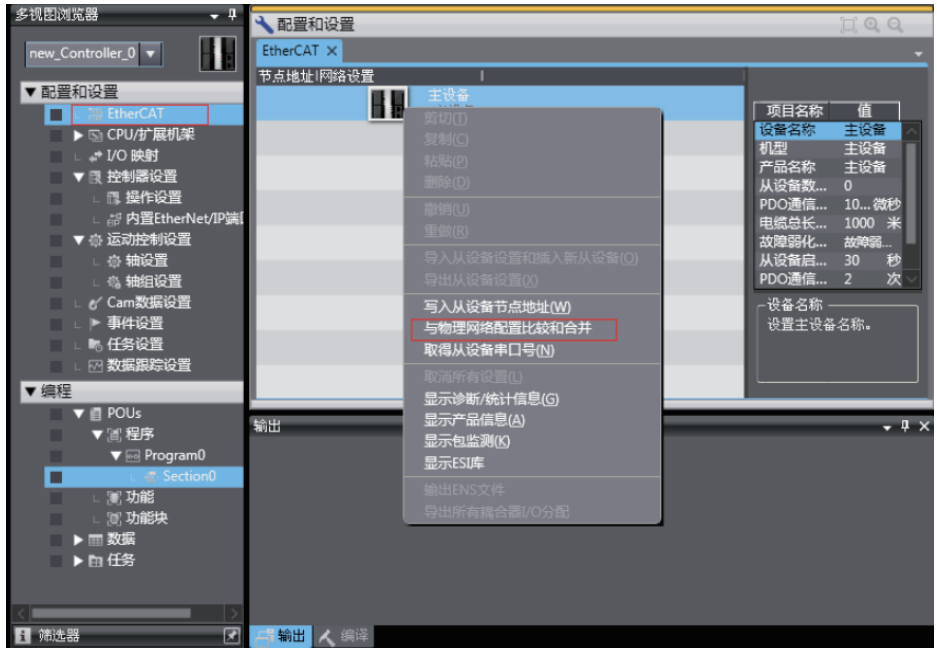 多视图浏览器
new_Controller_0
配置和设置
EtherCAT
CPU/扩展机架
I/O 映射
控制器设置
操作设置
内置EtherNet/IP端
运动控制设置
轴设置
轴组设置
Cam数据设置
事件设置
任务设置
数据跟踪设置
编程
POUs
程序
Program0
Section0
功能
功能块
数据
任务
筛选器
配置和设置
EtherCAT
节点地址|网络设置
主设备
剪切(T)
复制(C)
粘贴(P)
删除(D)
撤销(U)
重做(R)
导入从设备设置和插入新从设备(O)
导出从设备设置(X)
写入从设备节点地址(W)
与物理网络配置比较和合并
取得从设备串口号(N)
取消所有设置(L)
显示诊断/统计信息(G)
显示产品信息(A)
显示包监测(K)
显示ESI库
输出ENS文件
导出所有耦合器I/O分配
项目名称 值
设备名称 主设备
机型 主设备
产品名称 主设备
从设备数... 0
PDO通信... 10...微秒
电缆总长... 1000 米
故障弱化... 故障弱...
从设备启... 30 秒
PDO通信... 2 次
设备名称
设置主设备名称。
输出
输出 编译